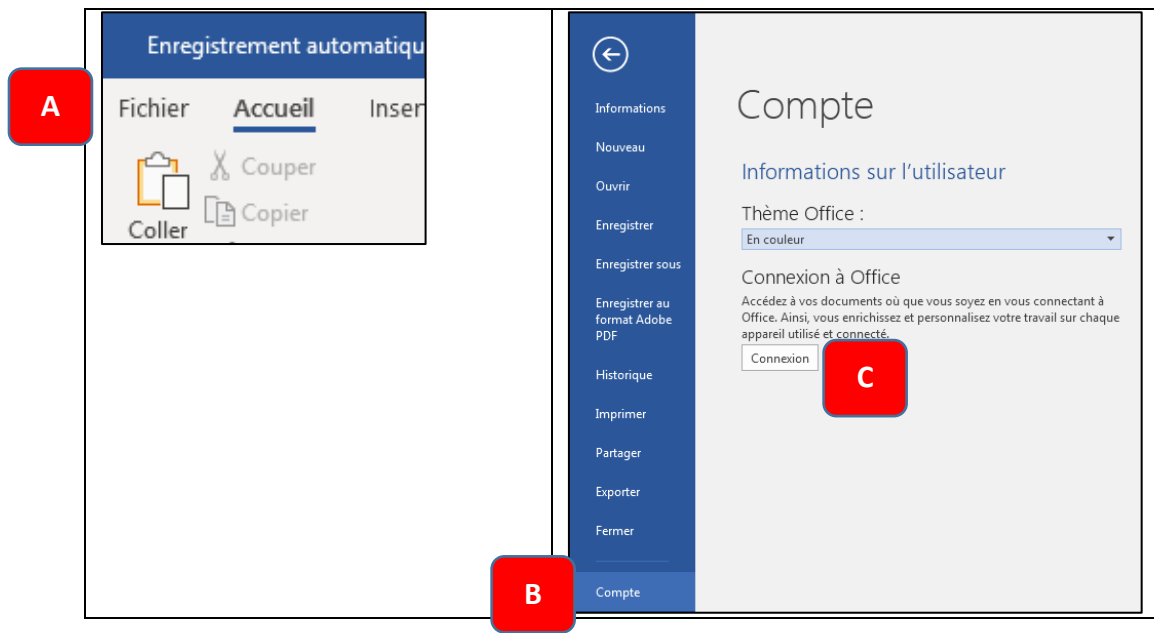 A
Enregistrement automatiqu
Fichier Accueil Inser
Couper
Copier
Coller
Informations
Nouveau
Ouvrir
Enregistrer
Enregistrer sous
Enregistrer au
format Adobe
PDF
Historique
Imprimer
Partager
Exporter
Fermer
B
Compte
Compte
Informations sur l'utilisateur
Thème Office :
En couleur
Connexion à Office
Accédez à vos documents où que vous soyez en vous connectant à
Office. Ainsi, vous enrichissez et personnalisez votre travail sur chaque
appareil utilisé et connecté.
Connexion
C